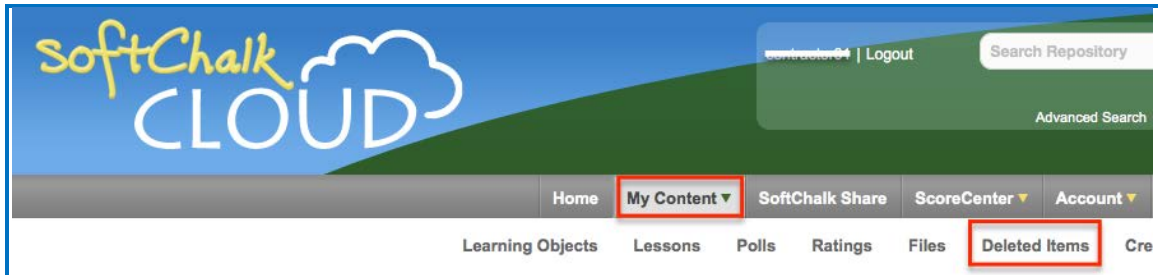 SoftChalk
CLOUD
| Logout
Search Repository
Advanced Search
Home My Content ▼ SoftChalk Share ScoreCenter ▼ Account ▼
Learning Objects Lessons Polls Ratings Files Deleted Items Cre